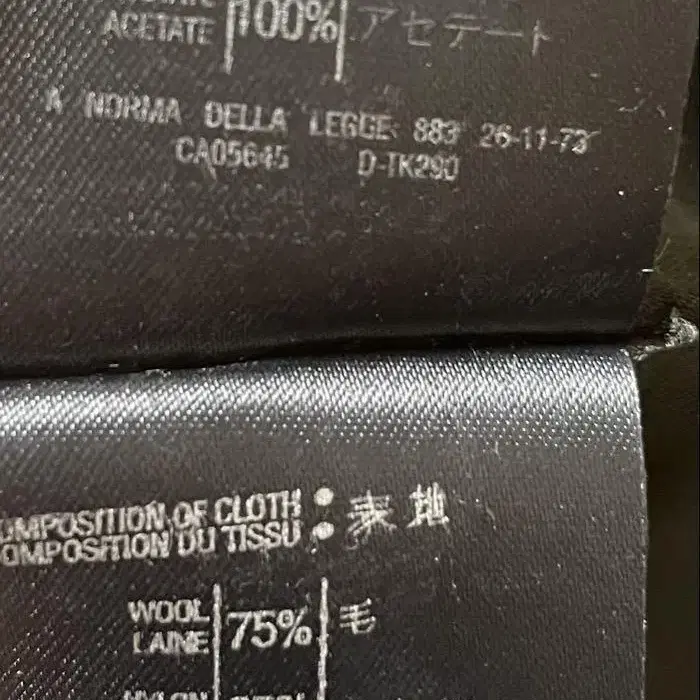 ACETATE 100% アセテート
A NORMA DELLA LEGGE 883 26-11-73
CA05645 D-TK290
COMPOSITION OF CLOTH : 表地
COMPOSITION DU TISSU :
WOOL 75% 毛
LAINE
NYLON